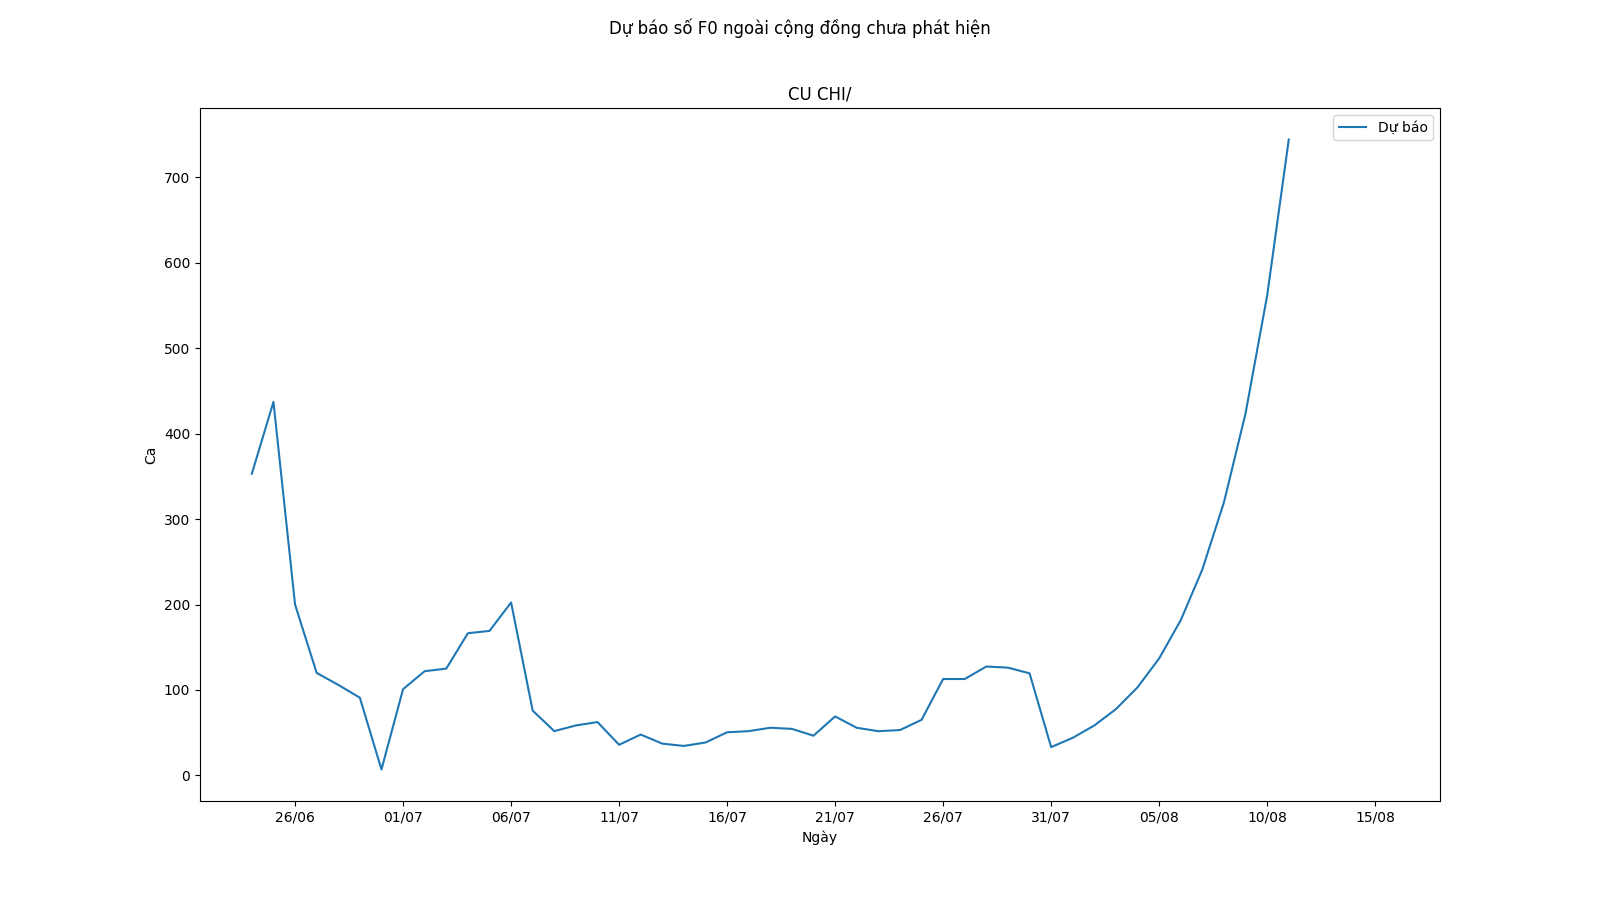 Dự báo số F0 ngoài cộng đồng chưa phát hiện
CU CHI/
Dự báo
700
600
500
400
300
200
100
0
Ca
26/06 01/07 06/07 11/07 16/07 21/07 26/07 31/07 05/08 10/08 15/08
Ngày